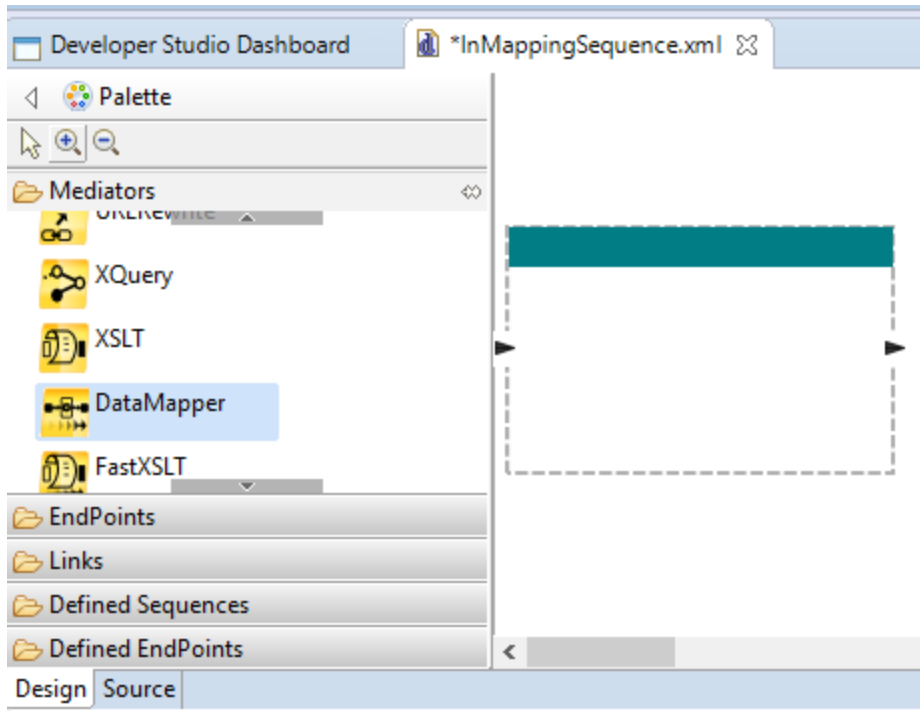 Developer Studio Dashboard
*InMappingSequence.xml
Palette
Mediators
URLRewrite
XQuery
XSLT
DataMapper
FastXSLT
EndPoints
Links
Defined Sequences
Defined EndPoints
Design Source